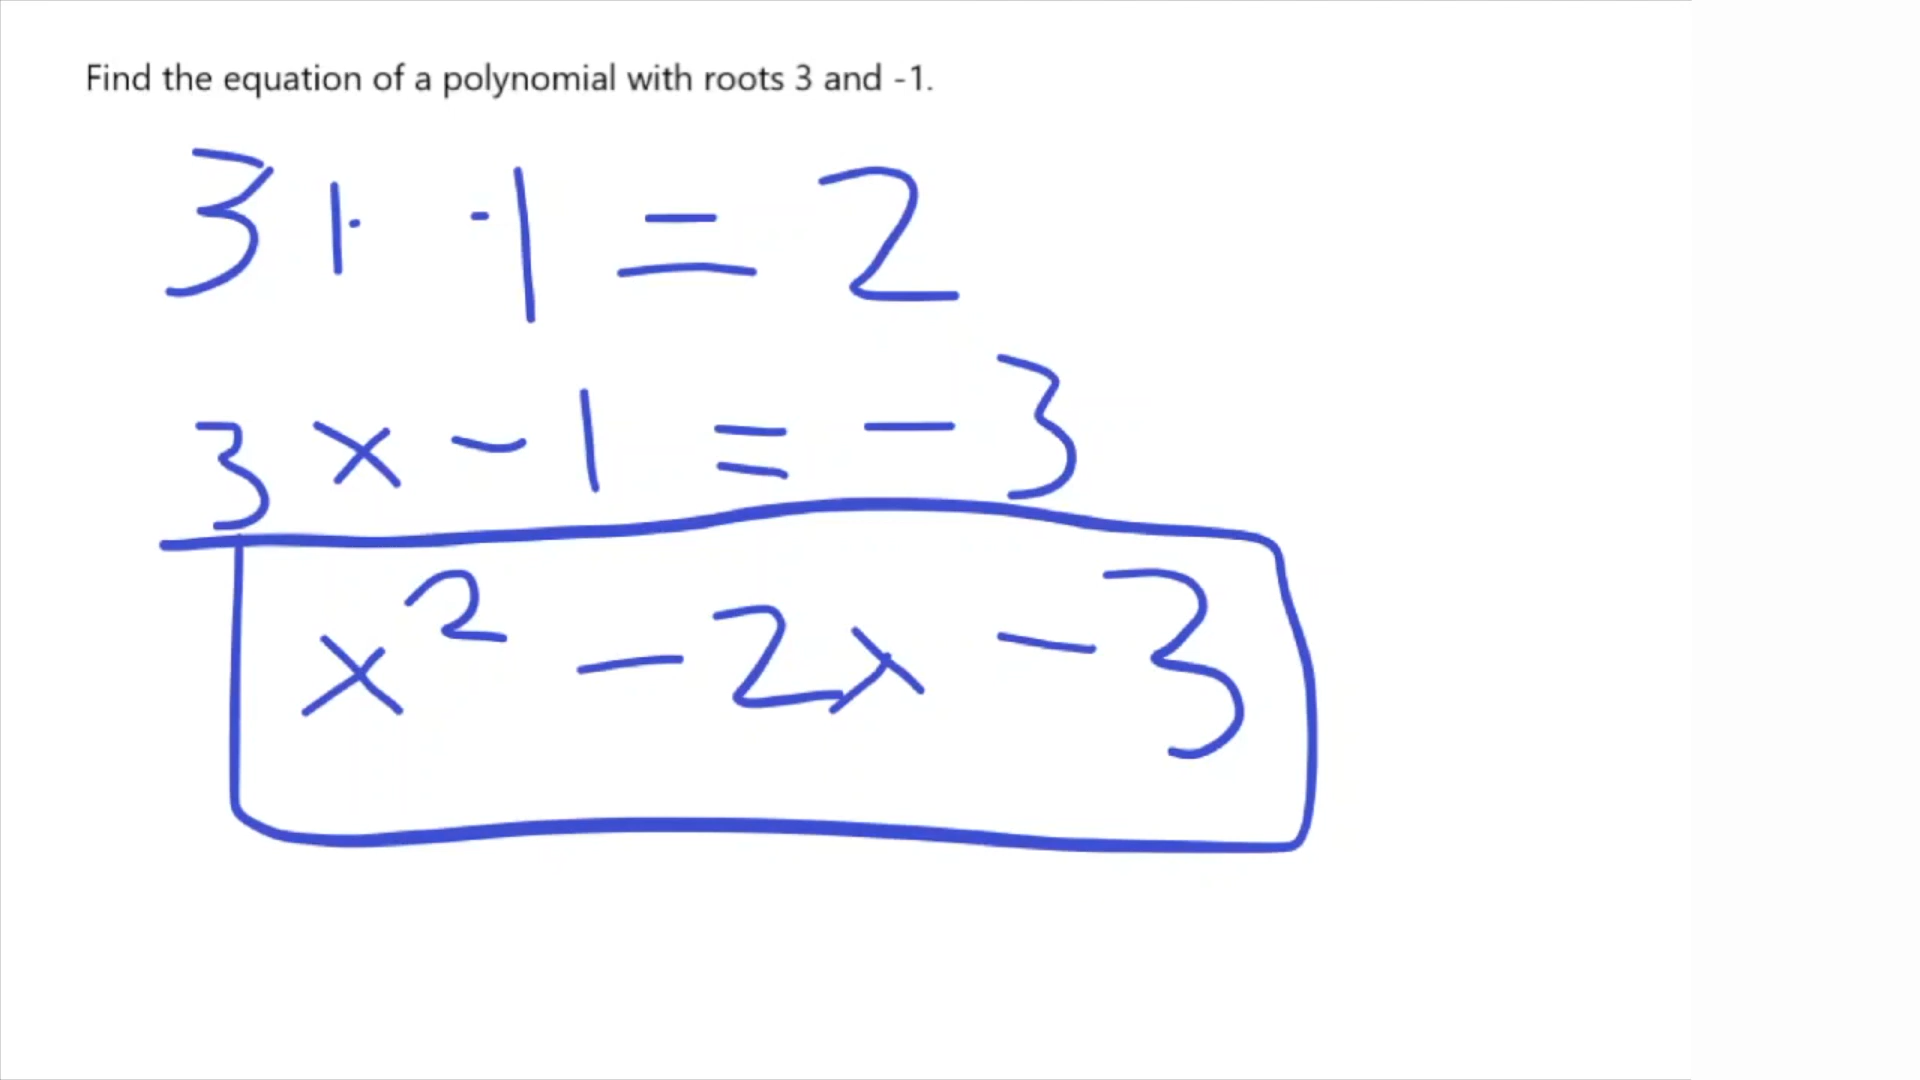 Find the equation of a polynomial with roots 3 and -1.
3 + -1 = 2
3 x -1 = -3
x² - 2x - 3